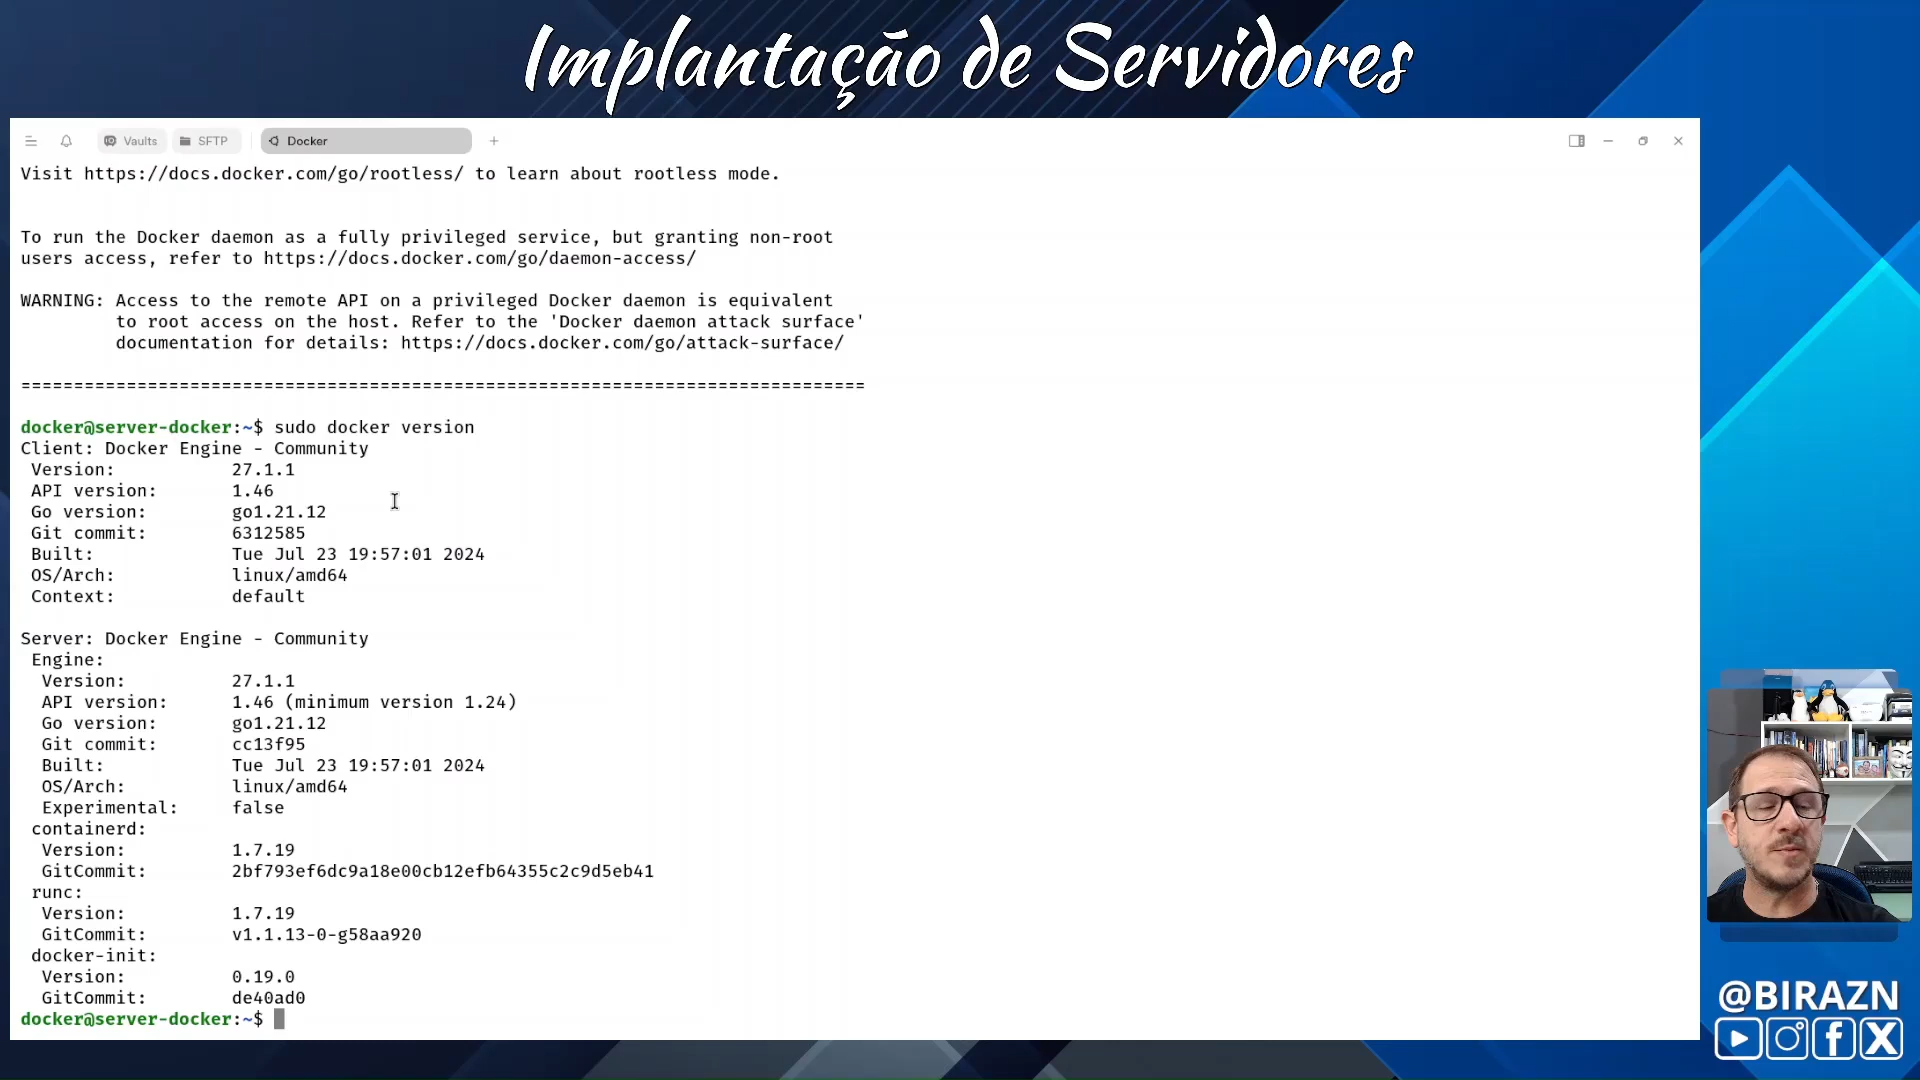 Implantação de Servidores
Vaults
SFTP
Docker
Visit https://docs.docker.com/go/rootless/ to learn about rootless mode.
To run the Docker daemon as a fully privileged service, but granting non-root
users access, refer to https://docs.docker.com/go/daemon-access/
WARNING: Access to the remote API on a privileged Docker daemon is equivalent
to root access on the host. Refer to the 'Docker daemon attack surface'
documentation for details: https://docs.docker.com/go/attack-surface/
================================================================================
docker@server-docker:~$ sudo docker version
Client: Docker Engine - Community
Version: 27.1.1
API version: 1.46
Go version: go1.21.12
Git commit: 6312585
Built: Tue Jul 23 19:57:01 2024
OS/Arch: linux/amd64
Context: default
Server: Docker Engine - Community
Engine:
Version: 27.1.1
API version: 1.46 (minimum version 1.24)
Go version: go1.21.12
Git commit: cc13f95
Built: Tue Jul 23 19:57:01 2024
OS/Arch: linux/amd64
Experimental: false
containerd:
Version: 1.7.19
GitCommit: 2bf793ef6dc9a18e00cb12efb64355c2c9d5eb41
runc:
Version: 1.7.19
GitCommit: v1.1.13-0-g58aa920
docker-init:
Version: 0.19.0
GitCommit: de40ad0
docker@server-docker:~$
@BIRAZN